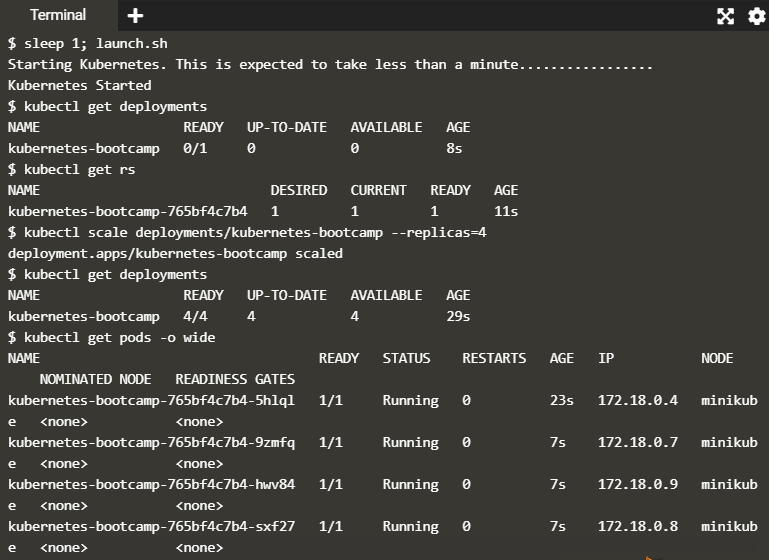 Terminal
$ sleep 1; launch.sh
Starting Kubernetes. This is expected to take less than a minute.................
Kubernetes Started
$ kubectl get deployments
NAME                  READY   UP-TO-DATE   AVAILABLE   AGE
kubernetes-bootcamp   0/1     0            0           8s
$ kubectl get rs
NAME                             DESIRED   CURRENT   READY   AGE
kubernetes-bootcamp-765bf4c7b4   1         1         1       11s
$ kubectl scale deployments/kubernetes-bootcamp --replicas=4
deployment.apps/kubernetes-bootcamp scaled
$ kubectl get deployments
NAME                  READY   UP-TO-DATE   AVAILABLE   AGE
kubernetes-bootcamp   4/4     4            4           29s
$ kubectl get pods -o wide
NAME                                   READY   STATUS    RESTARTS   AGE   IP           NODE
    NOMINATED NODE   READINESS GATES
kubernetes-bootcamp-765bf4c7b4-5hlql   1/1     Running   0          23s   172.18.0.4   minikub
e   <none>           <none>
kubernetes-bootcamp-765bf4c7b4-9zmfq   1/1     Running   0          7s    172.18.0.7   minikub
e   <none>           <none>
kubernetes-bootcamp-765bf4c7b4-hwv84   1/1     Running   0          7s    172.18.0.9   minikub
e   <none>           <none>
kubernetes-bootcamp-765bf4c7b4-sxf27   1/1     Running   0          7s    172.18.0.8   minikub
e   <none>           <none>